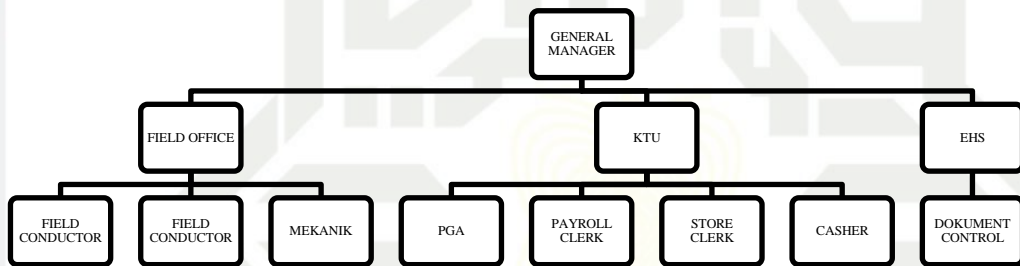 GENERAL
MANAGER
FIELD OFFICE
KTU
EHS
FIELD
CONDUCTOR
FIELD
CONDUCTOR
MEKANIK
PGA
PAYROLL
CLERK
STORE
CLERK
CASHER
DOKUMENT
CONTROL